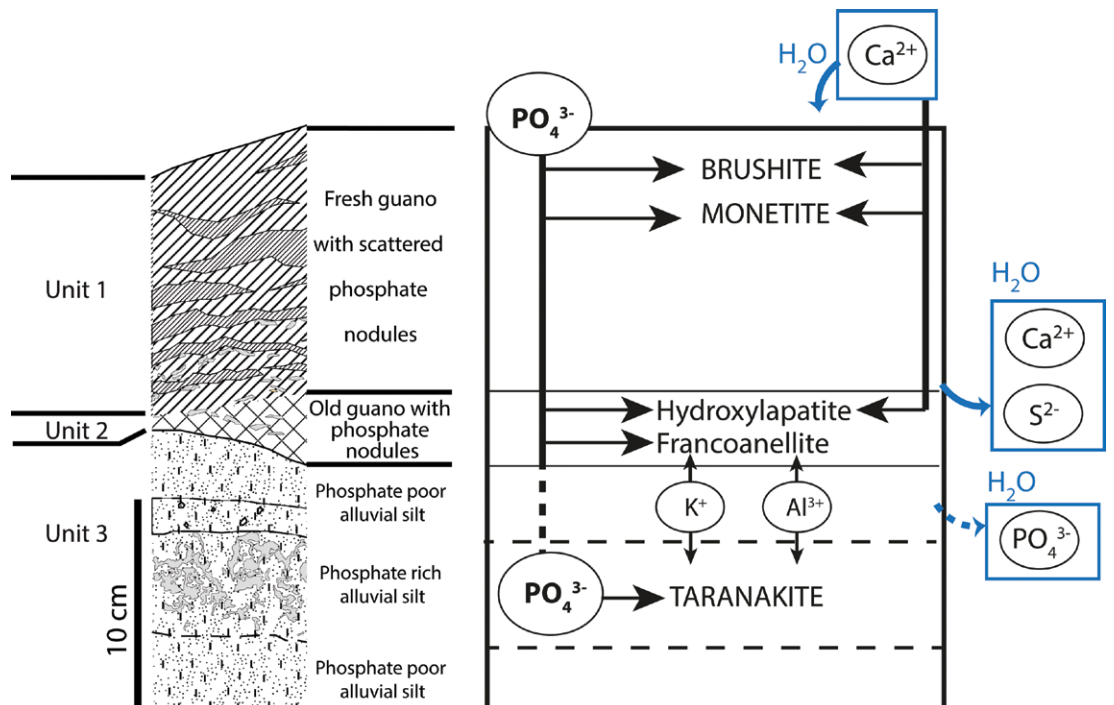 Unit 1
Unit 2
Unit 3
10 cm
Fresh guano
with scattered
phosphate
nodules
Old guano with
phosphate
nodules
Phosphate poor
alluvial silt
Phosphate rich
alluvial silt
Phosphate poor
alluvial silt
H₂O
Ca²⁺
PO₄³⁻
BRUSHITE
MONETITE
Hydroxylapatite
Francoanellite
K⁺
Al³⁺
PO₄³⁻
TARANAKITE
H₂O
Ca²⁺
S²⁻
H₂O
PO₄³⁻